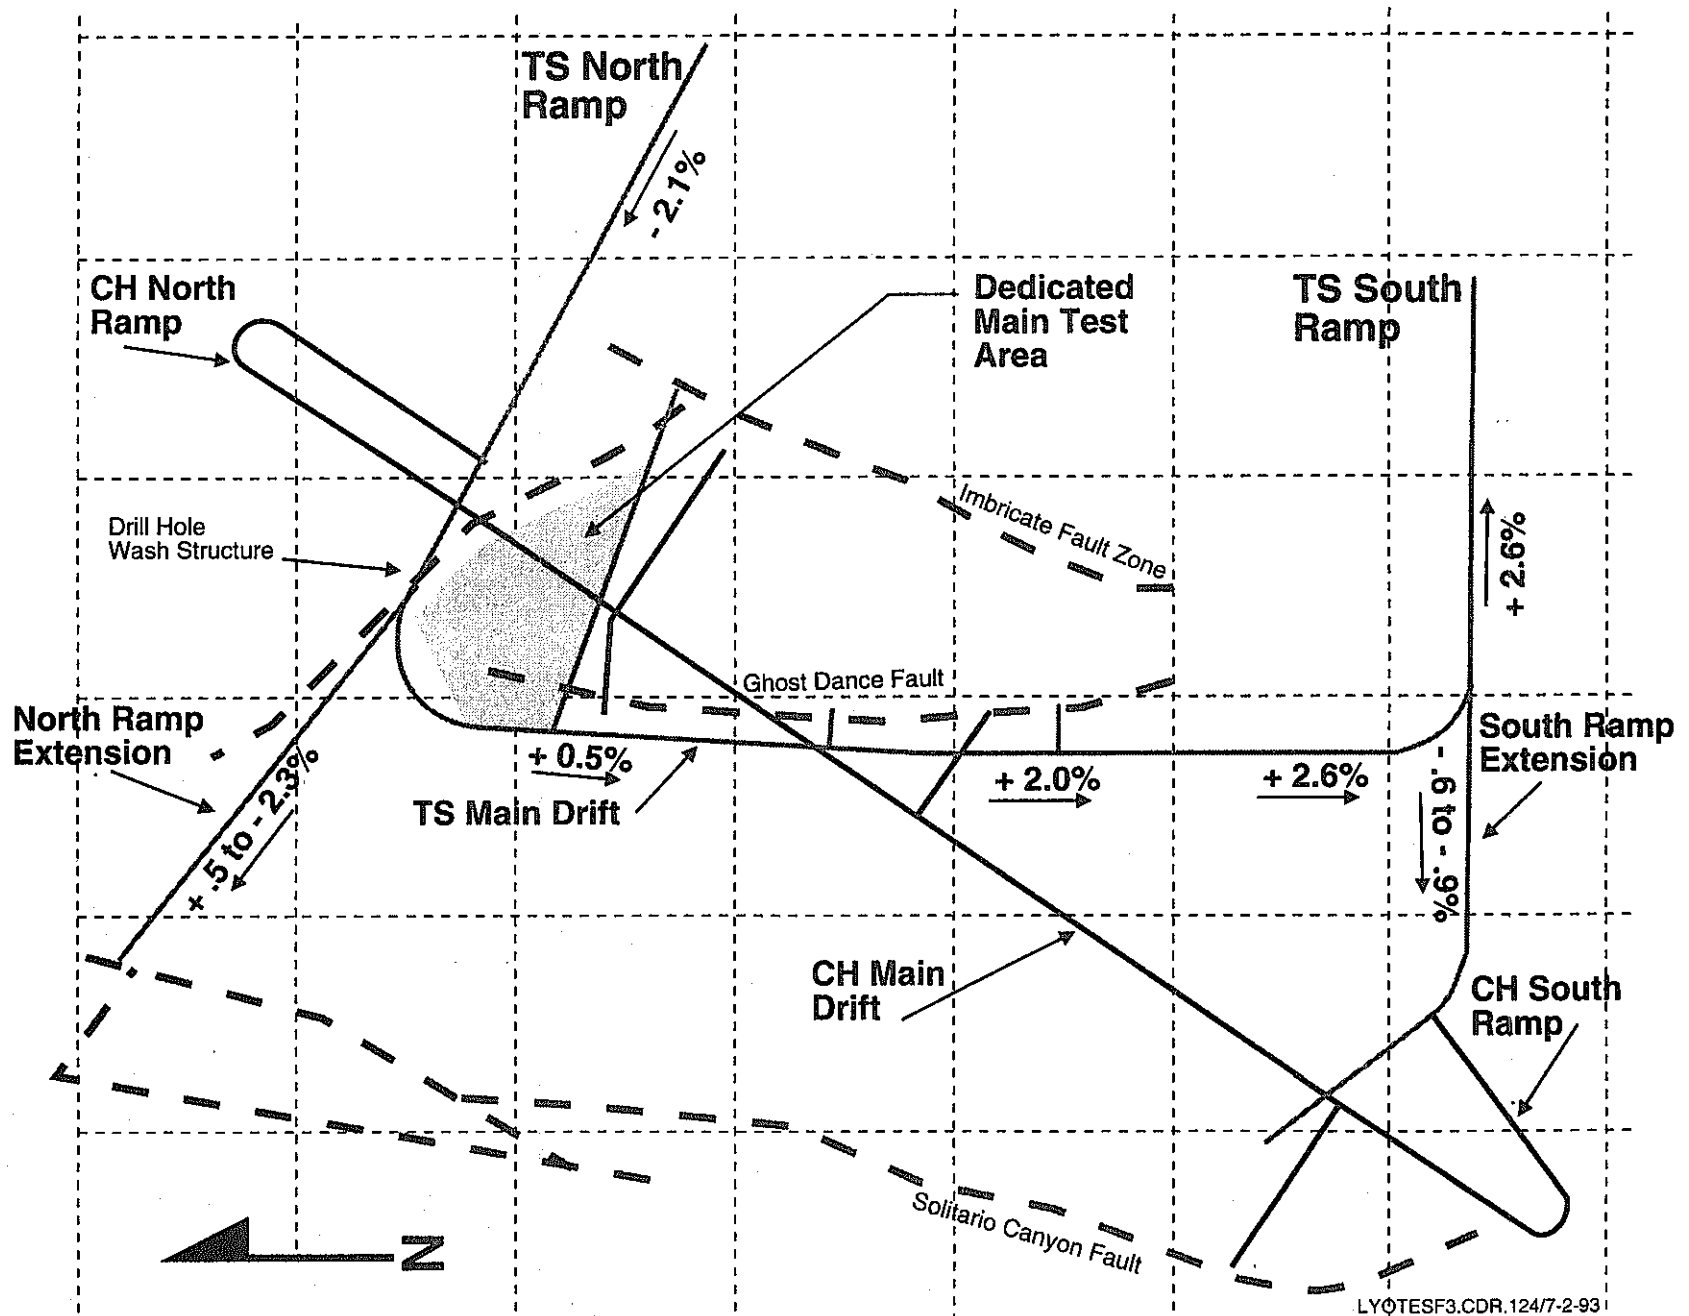 TS North
Ramp
- 2.1%
CH North
Ramp
Dedicated
Main Test
Area
TS South
Ramp
Imbricate Fault Zone
Drill Hole
Wash Structure
+ 2.6%
Ghost Dance Fault
North Ramp
Extension
South Ramp
Extension
+ 0.5%
+ 2.0%
+ 2.6%
TS Main Drift
+ .5 to - 2.3%
- .6 to - .9%
CH Main
Drift
CH South
Ramp
Solitario Canyon Fault
N
LYOTESF3.CDR.124/7-2-93